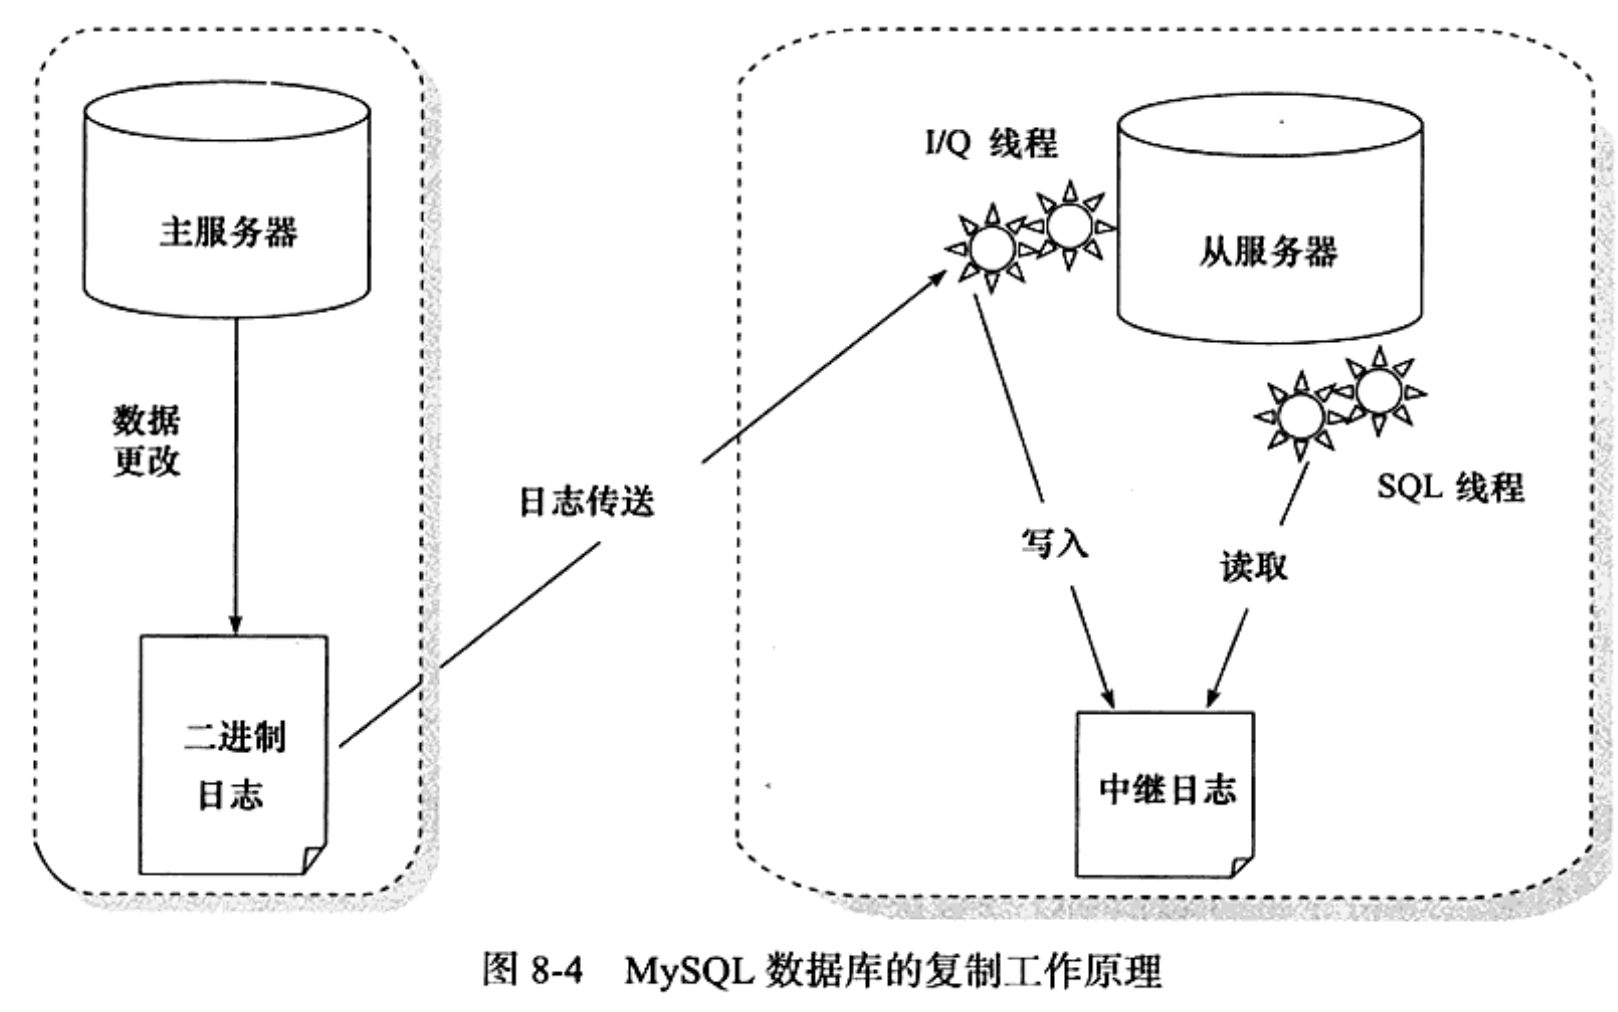 主服务器
数据
更改
二进制
日志
日志传送
I/Q 线程
从服务器
SQL 线程
写入
读取
中继日志
图 8-4 MySQL 数据库的复制工作原理